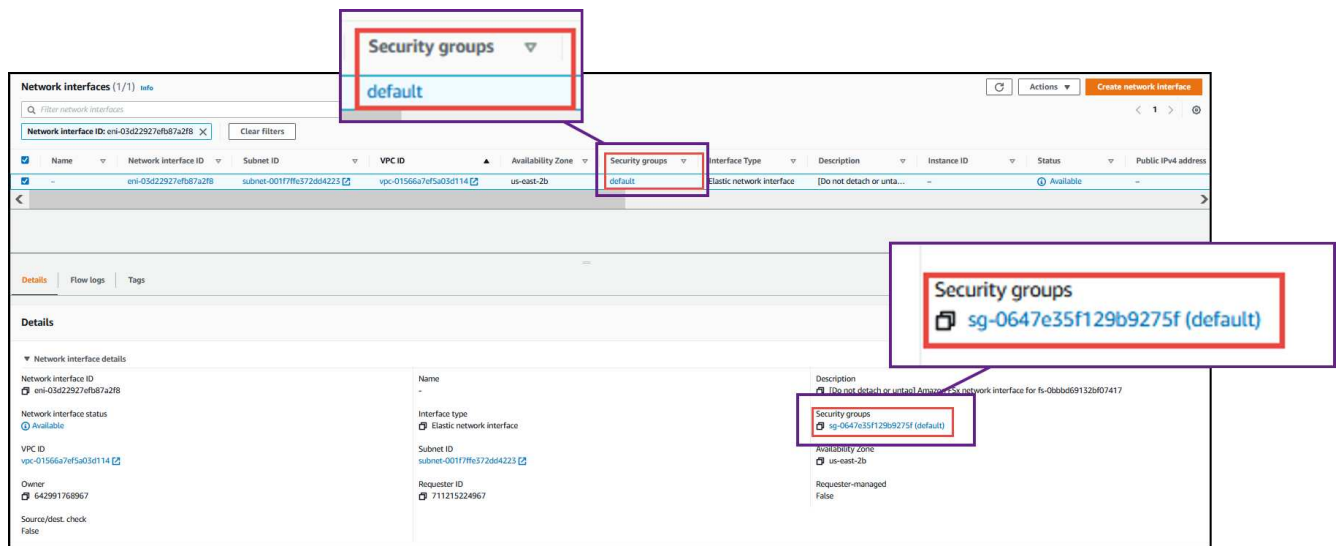 Security groups
default
Network interfaces (1/1) Info
Actions
Create network interface
Filter network interfaces
1
Network interface ID: eni-03d22927efb87a2f8
Clear filters
Name Network interface ID Subnet ID VPC ID Availability Zone Security groups Interface Type Description Instance ID Status Public IPv4 address
- eni-03d22927efb87a2f8 subnet-001f7ffe372dd4223 vpc-01566a7ef5a03d114 us-east-2b default Elastic network interface [Do not detach or unta... - Available -
Security groups
sg-0647e35f129b9275f (default)
Details Flow logs Tags
Details
Network interface details
Network interface ID
eni-03d22927efb87a2f8
Name
-
Description
[Do not detach or untag] Amazon network interface for fs-0bbbd69132bf07417
Network interface status
Available
Interface type
Elastic network interface
Security groups
sg-0647e35f129b9275f (default)
VPC ID
vpc-01566a7ef5a03d114
Subnet ID
subnet-001f7ffe372dd4223
Availability Zone
us-east-2b
Owner
642991768967
Requester ID
711215224967
Requester-managed
False
Source/dest. check
False